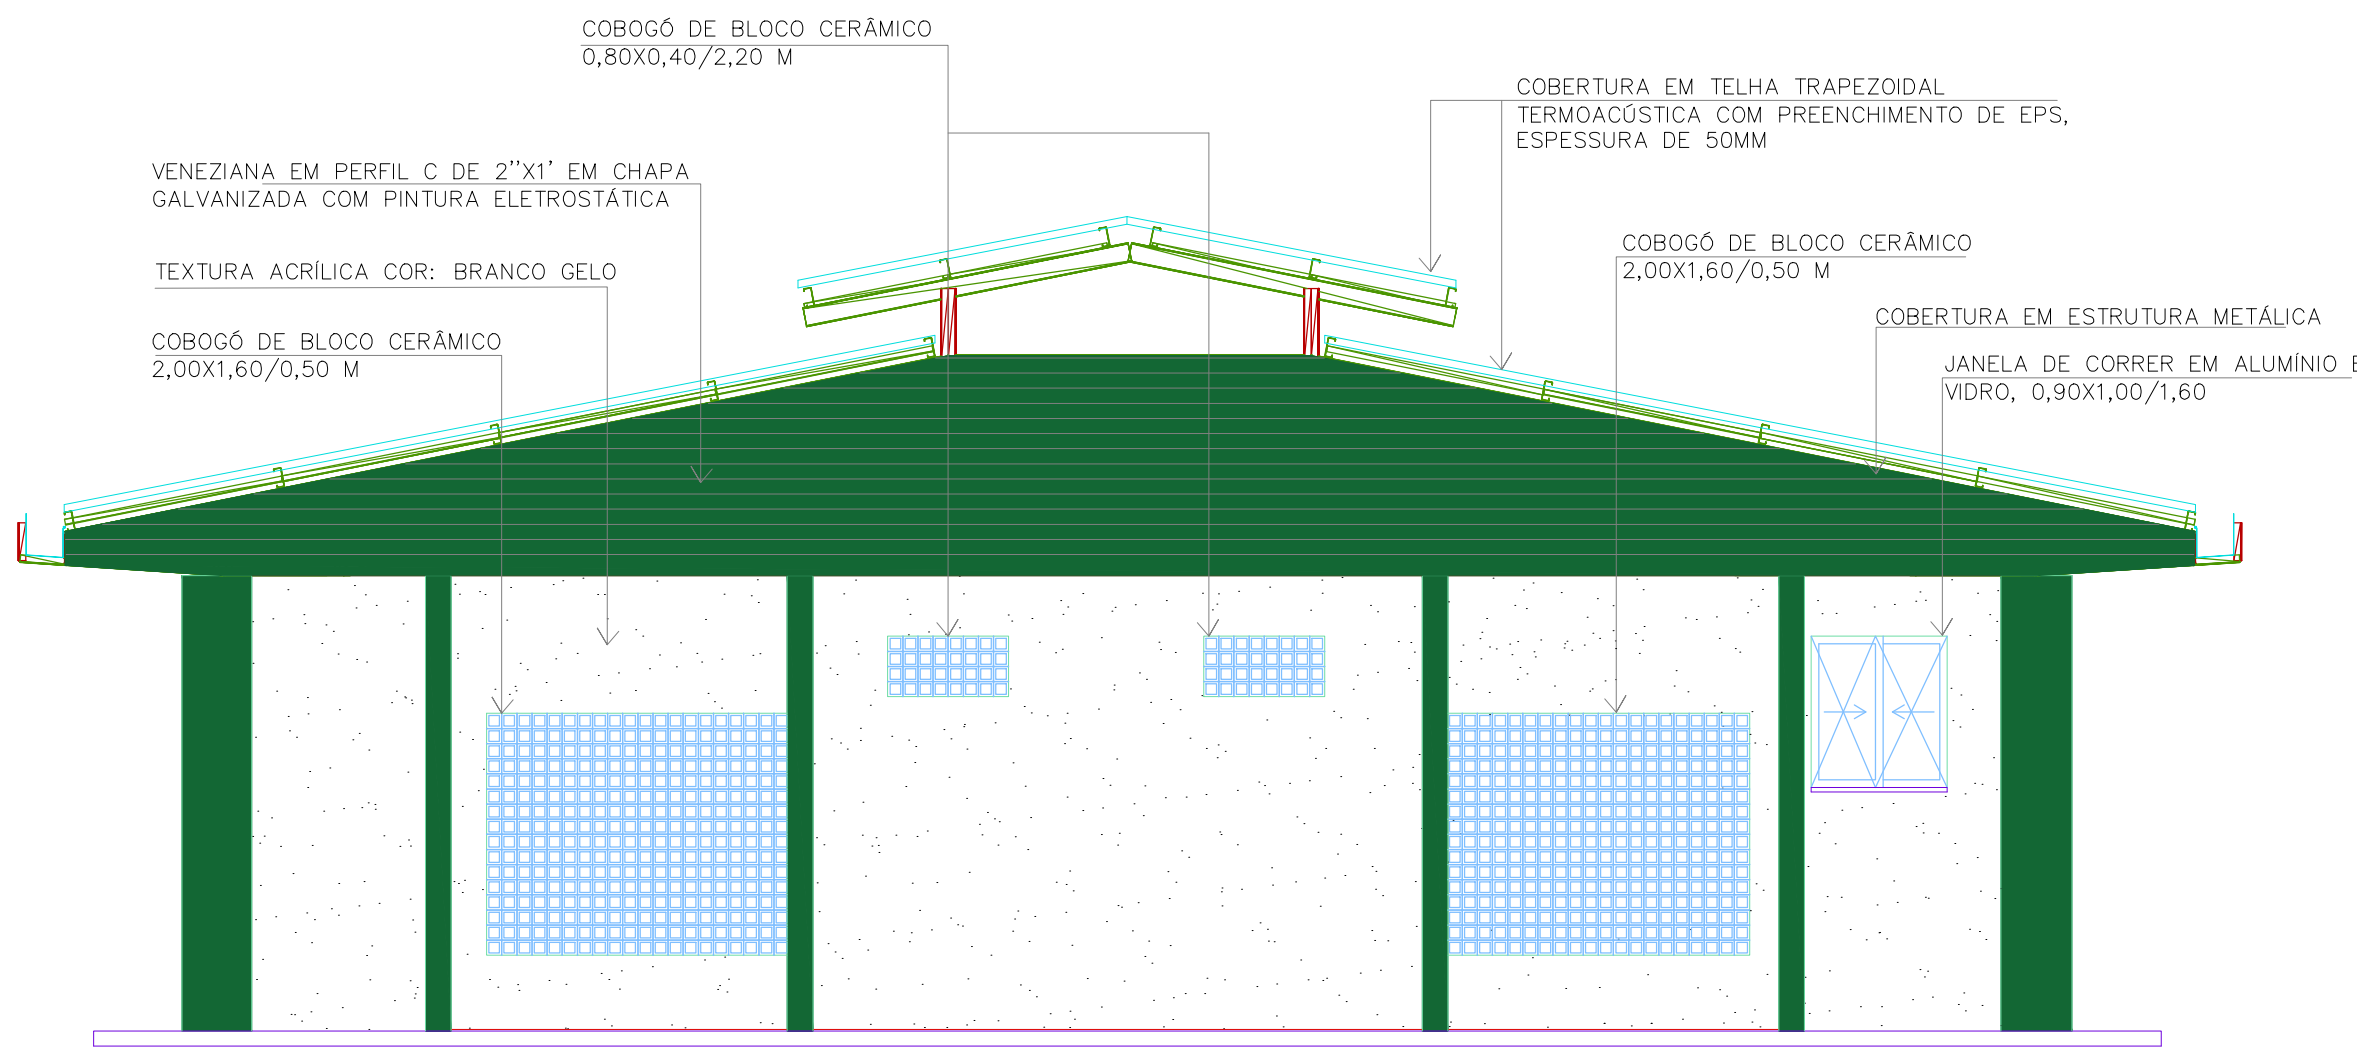 COBOGÓ DE BLOCO CERÂMICO
0,80X0,40/2,20 M
COBERTURA EM TELHA TRAPEZOIDAL
TERMOACÚSTICA COM PREENCHIMENTO DE EPS,
ESPESSURA DE 50MM
VENEZIANA EM PERFIL C DE 2''X1' EM CHAPA
GALVANIZADA COM PINTURA ELETROSTÁTICA
COBOGÓ DE BLOCO CERÂMICO
2,00X1,60/0,50 M
TEXTURA ACRÍLICA COR: BRANCO GELO
COBERTURA EM ESTRUTURA METÁLICA
COBOGÓ DE BLOCO CERÂMICO
2,00X1,60/0,50 M
JANELA DE CORRER EM ALUMÍNIO E
VIDRO, 0,90X1,00/1,60